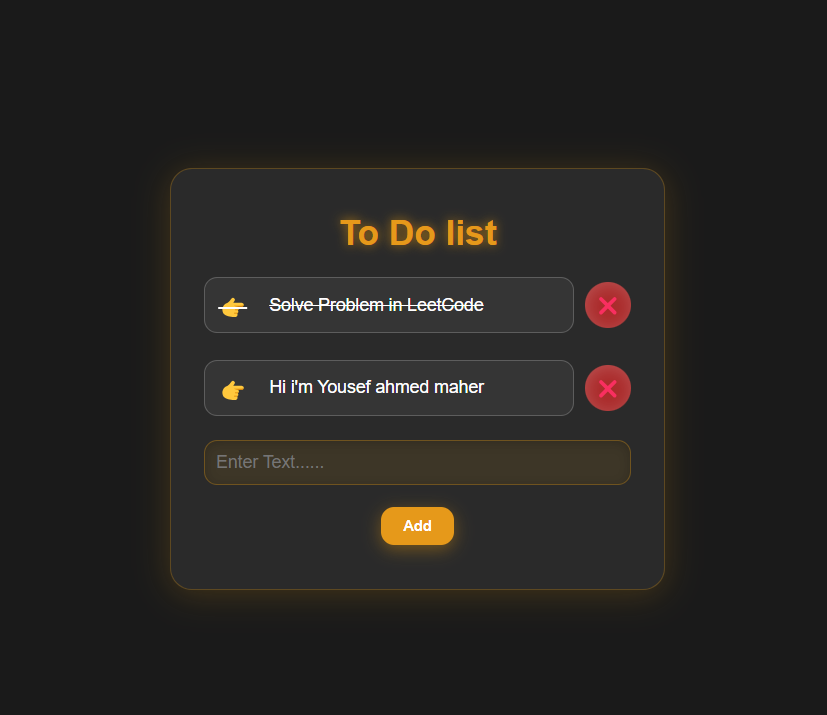 To Do list
Solve Problem in LeetCode
Hi i'm Yousef ahmed maher
Enter Text......
Add